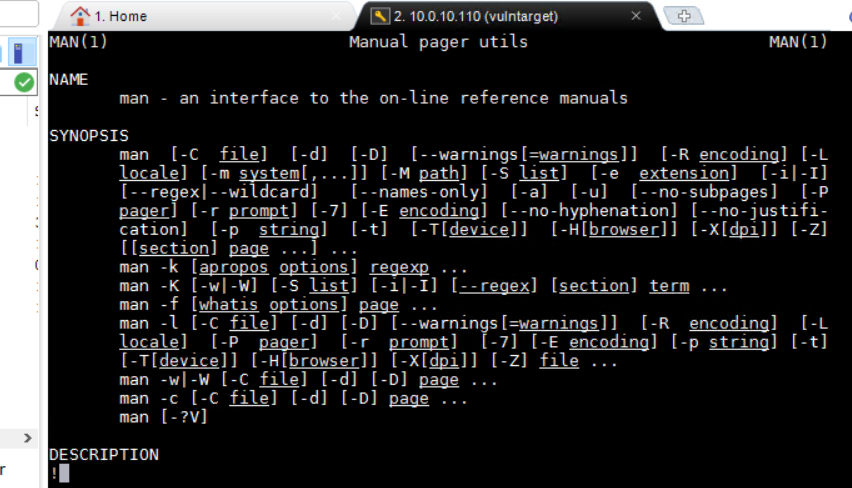 1. Home
2. 10.0.10.110 (vulntarget)
MAN(1) Manual pager utils MAN(1)
NAME
man - an interface to the on-line reference manuals
SYNOPSIS
man [-C file] [-d] [-D] [--warnings[=warnings]] [-R encoding] [-L
locale] [-m system[,...]] [-M path] [-S list] [-e extension] [-i|-I]
[--regex|--wildcard] [--names-only] [-a] [-u] [--no-subpages] [-P
pager] [-r prompt] [-7] [-E encoding] [--no-hyphenation] [--no-justifi-
cation] [-p string] [-t] [-T[device]] [-H[browser]] [-X[dpi]] [-Z]
[[section] page ...] ...
man -k [apropos options] regexp ...
man -K [-w|-W] [-S list] [-i|-I] [--regex] [section] term ...
man -f [whatis options] page ...
man -l [-C file] [-d] [-D] [--warnings[=warnings]] [-R encoding] [-L
locale] [-P pager] [-r prompt] [-7] [-E encoding] [-p string] [-t]
[-T[device]] [-H[browser]] [-X[dpi]] [-Z] file ...
man -w|-W [-C file] [-d] [-D] page ...
man -c [-C file] [-d] [-D] page ...
man [-?V]
DESCRIPTION
!